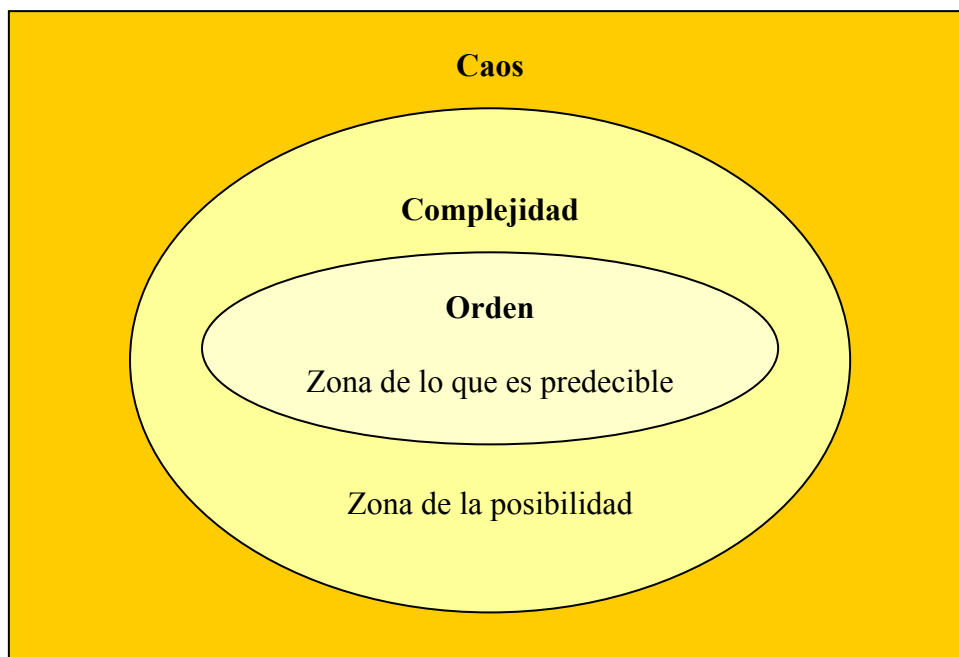 Caos
Complejidad
Orden
Zona de lo que es predecible
Zona de la posibilidad